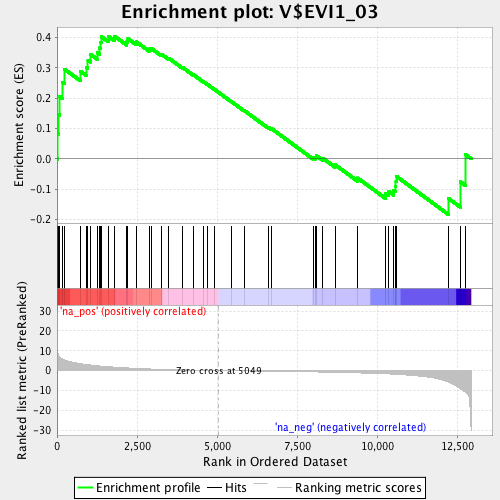 Enrichment plot: V$EVI1_03
Enrichment score (ES)
0.4
0.3
0.2
0.1
0.0
-0.1
-0.2
'na_pos' (positively correlated)
Ranked list metric (PreRanked)
30
20
10
0
-10
-20
-30
Zero cross at 5049
'na_neg' (negatively correlated)
0
2,500
5,000
7,500
10,000
12,500
Rank in Ordered Dataset
Enrichment profile
Hits
Ranking metric scores